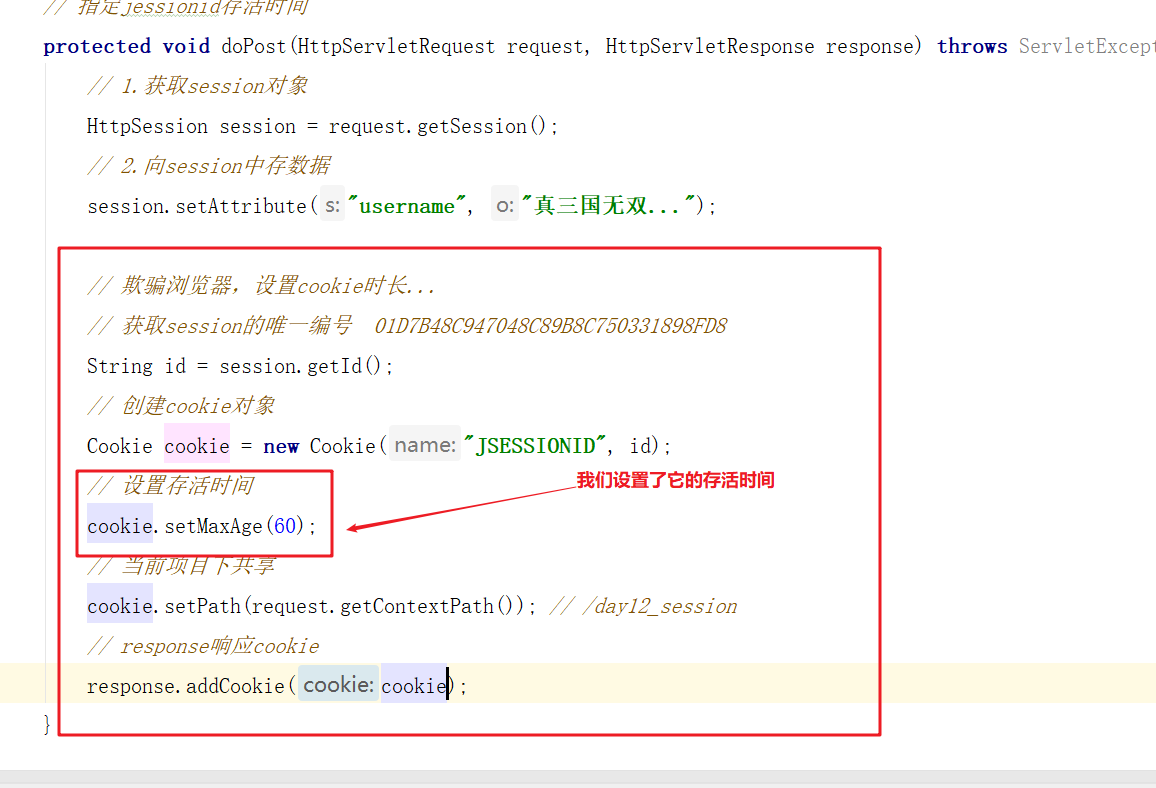 // 指定jessionid存活时间
protected void doPost(HttpServletRequest request, HttpServletResponse response) throws ServletExcept
// 1.获取session对象
HttpSession session = request.getSession();
// 2.向session中存数据
session.setAttribute( s: "username", o: "真三国无双...");
// 欺骗浏览器，设置cookie时长...
// 获取session的唯一编号 01D7B48C947048C89B8C750331898FD8
String id = session.getId();
// 创建cookie对象
Cookie cookie = new Cookie( name: "JSESSIONID", id);
// 设置存活时间
我们设置了它的存活时间
cookie.setMaxAge(60);
// 当前项目下共享
cookie.setPath(request.getContextPath()); // /day12_session
// response响应cookie
response.addCookie( cookie: cookie);
}